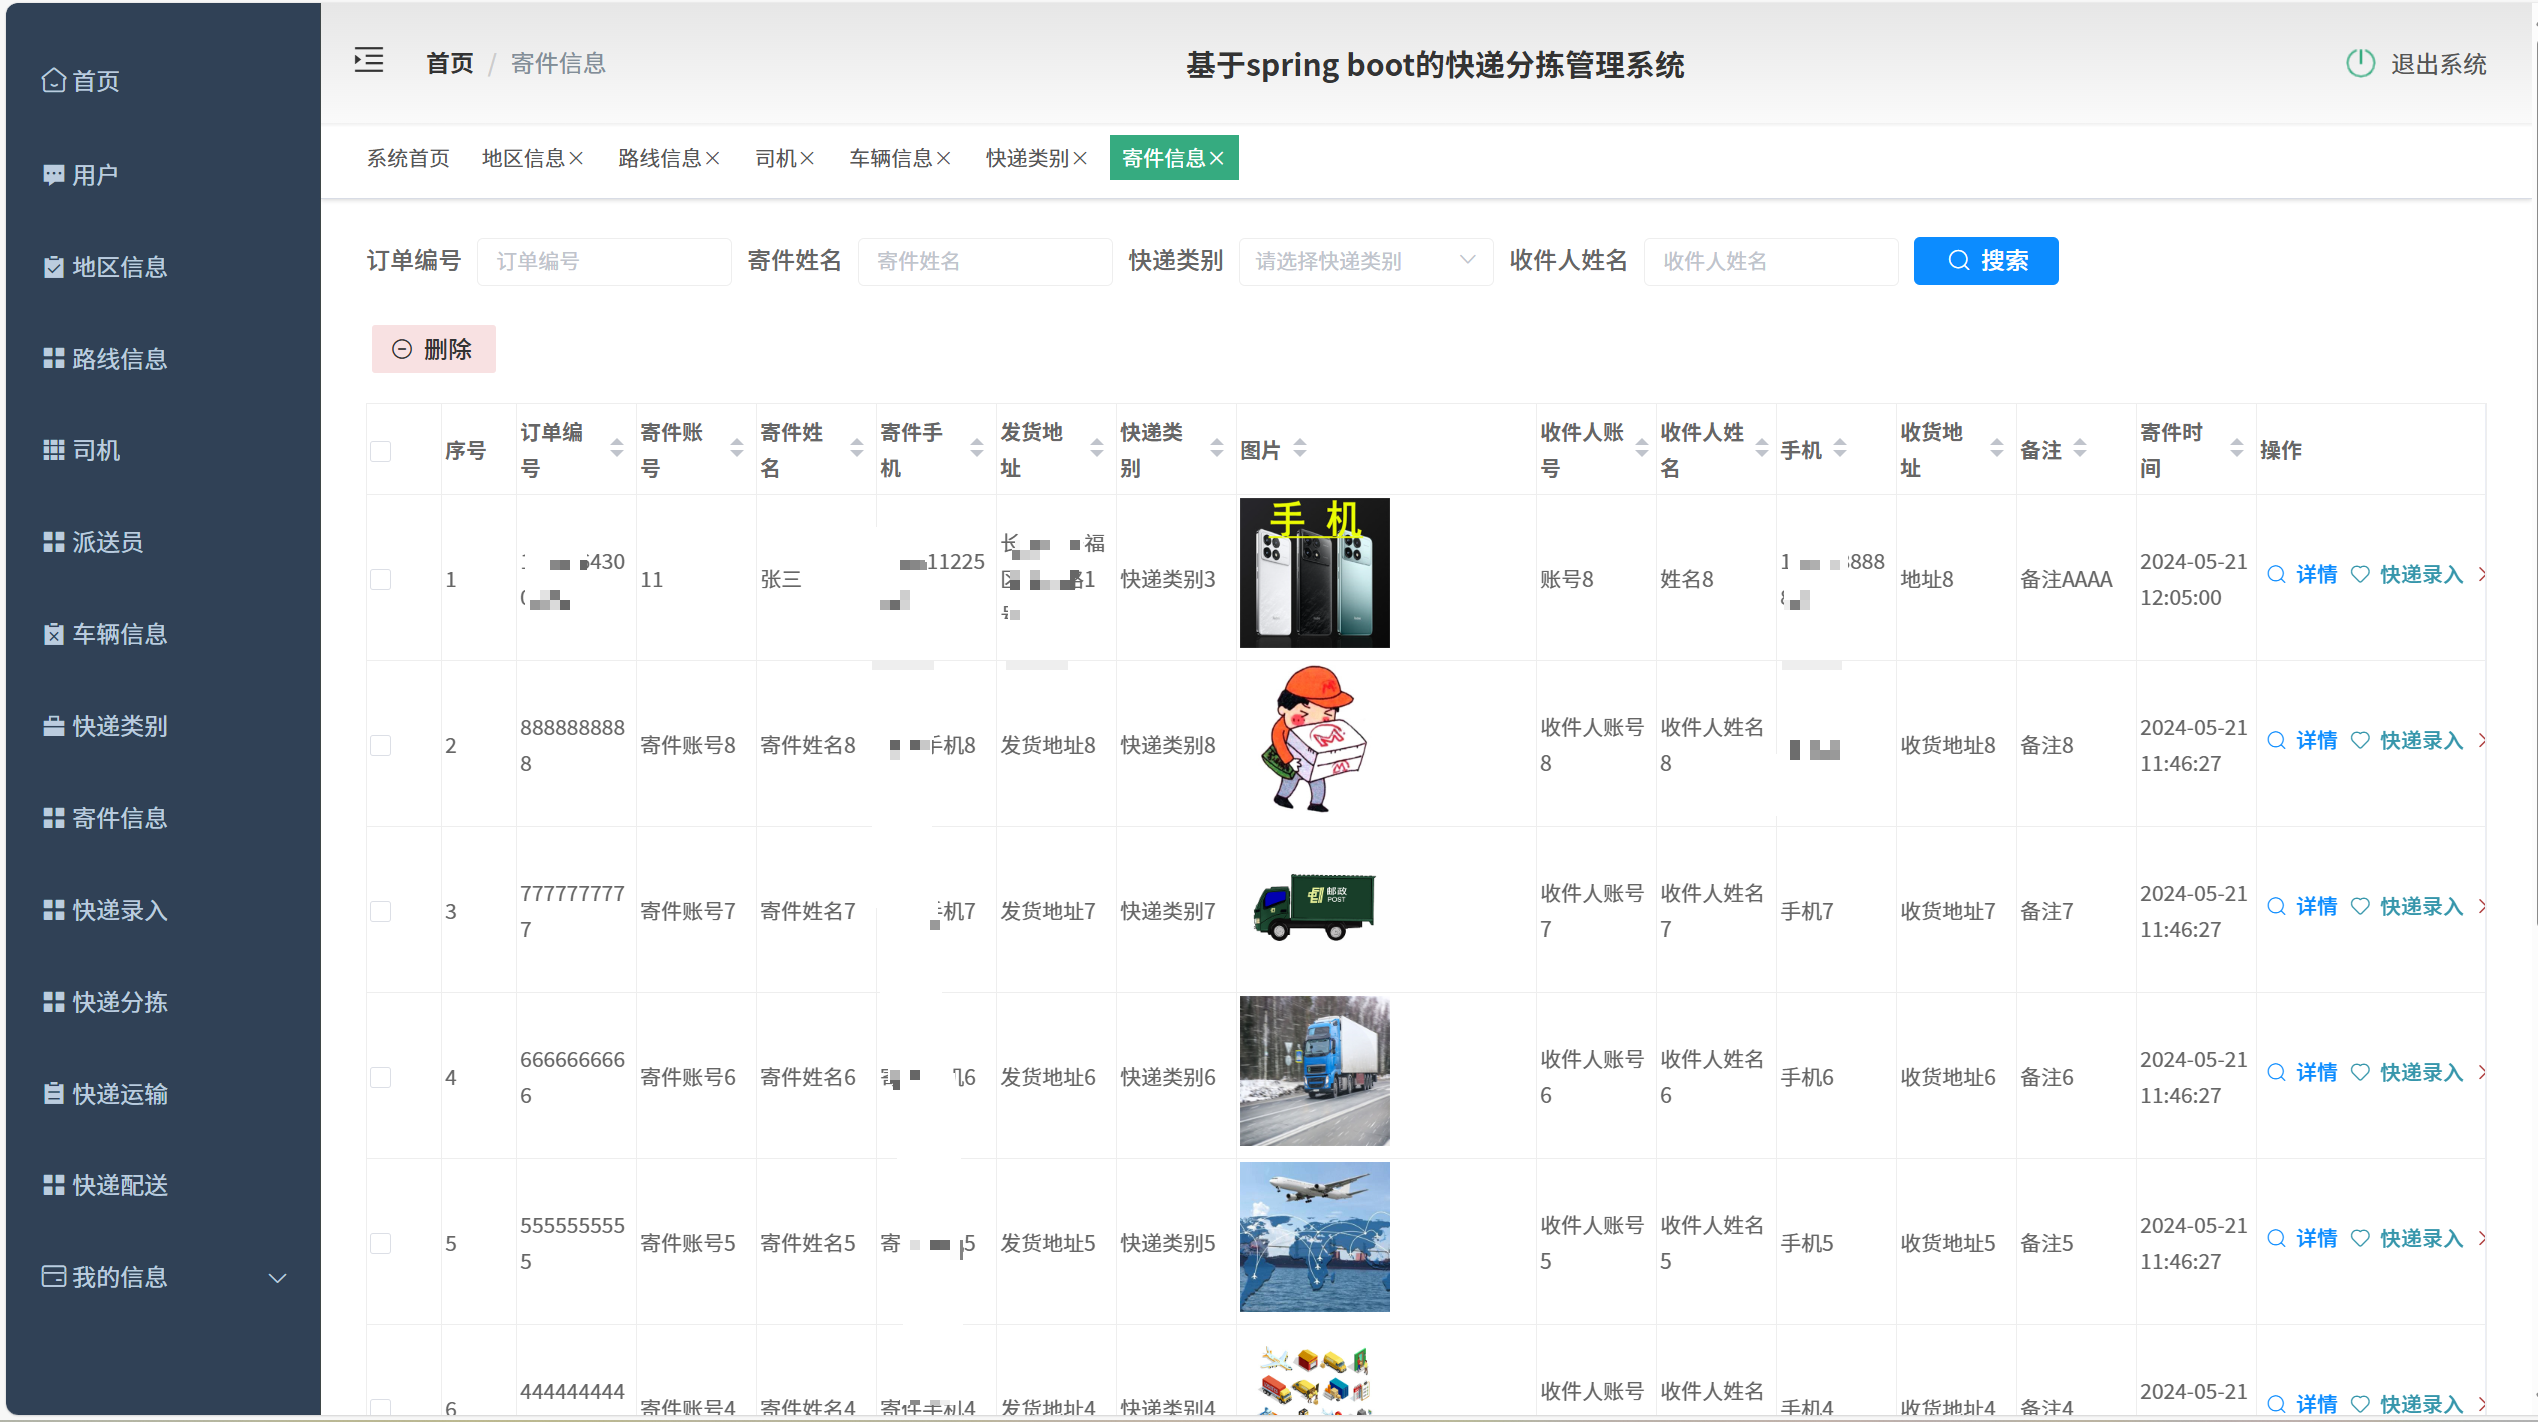 首页 / 寄件信息
基于spring boot的快递分拣管理系统
退出系统
首页
用户
地区信息
路线信息
司机
派送员
车辆信息
快递类别
寄件信息
快递录入
快递分拣
快递运输
快递配送
我的信息
系统首页 地区信息 路线信息 司机 车辆信息 快递类别 寄件信息
订单编号 订单编号 寄件姓名 寄件姓名 快递类别 请选择快递类别 收件人姓名 收件人姓名 搜索
删除
序号 订单编号 寄件账号 寄件姓名 寄件手机 发货地址 快递类别 图片 收件人账号 收件人姓名 手机 收货地址 备注 寄件时间 操作
手 机
1 430 11 张三 11225 福 1 快递类别3 账号8 姓名8 888 地址8 备注AAAA 2024-05-21 12:05:00 详情 快递录入
2 8888888888 寄件账号8 寄件姓名8 手机8 发货地址8 快递类别8 收件人账号8 收件人姓名8 收货地址8 备注8 2024-05-21 11:46:27 详情 快递录入
邮政
POST
3 7777777777 寄件账号7 寄件姓名7 机7 发货地址7 快递类别7 收件人账号7 收件人姓名7 手机7 收货地址7 备注7 2024-05-21 11:46:27 详情 快递录入
4 6666666666 寄件账号6 寄件姓名6 6 发货地址6 快递类别6 收件人账号6 收件人姓名6 手机6 收货地址6 备注6 2024-05-21 11:46:27 详情 快递录入
5 5555555555 寄件账号5 寄件姓名5 寄 5 发货地址5 快递类别5 收件人账号5 收件人姓名5 手机5 收货地址5 备注5 2024-05-21 11:46:27 详情 快递录入
6 444444444 寄件账号4 寄件姓名4 寄件手机4 发货地址4 快递类别4 收件人账号 收件人姓名 手机4 收货地址4 备注4 2024-05-21 详情 快递录入